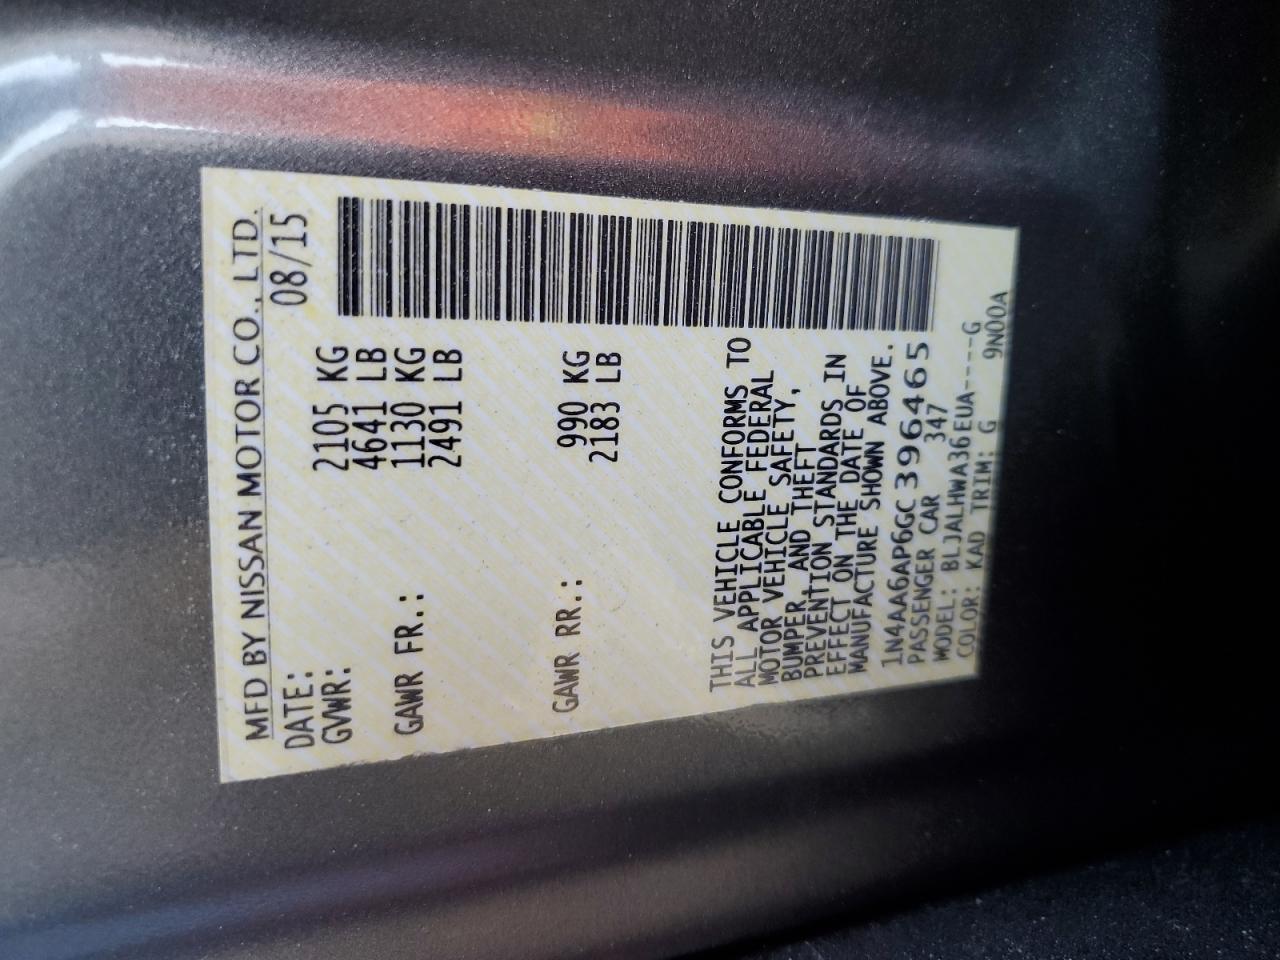 MFD BY NISSAN MOTOR CO., LTD.
DATE: 08/15
GVWR: 2105 KG
4641 LB
GAWR FR.: 1130 KG
2491 LB
GAWR RR.: 990 KG
2183 LB
THIS VEHICLE CONFORMS TO
ALL APPLICABLE FEDERAL
MOTOR VEHICLE SAFETY,
BUMPER, AND THEFT
PREVENTION STANDARDS IN
EFFECT ON THE DATE OF
MANUFACTURE SHOWN ABOVE.
1N4AA6AP6GC396465
PASSENGER CAR 347
MODEL: BLJALHWA36EUA----G
COLOR: KAD TRIM: G 9N00A